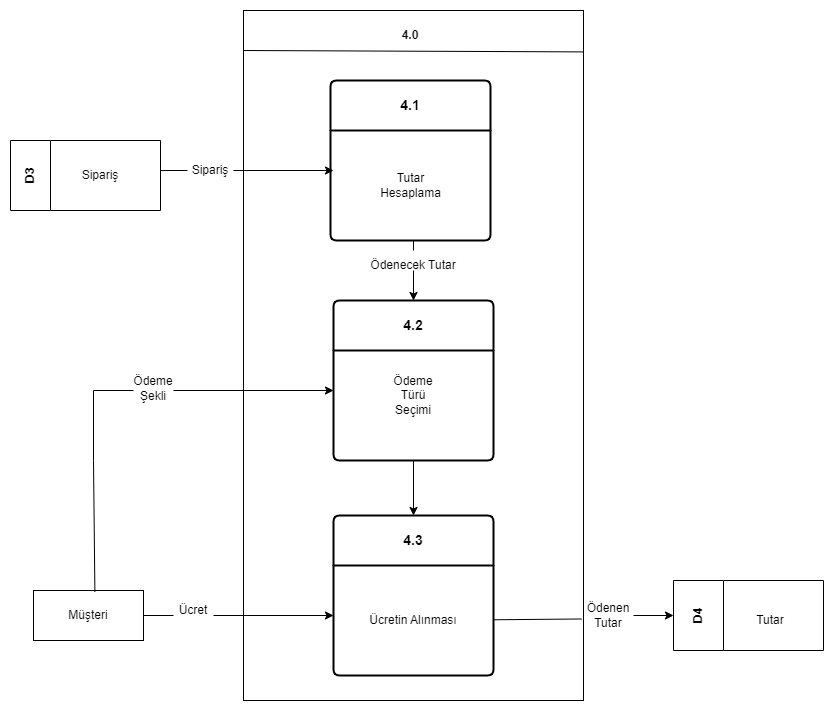 4.0
4.1
D3
Sipariş
Sipariş
Tutar
Hesaplama
Ödenecek Tutar
4.2
Ödeme
Şekli
Ödeme
Türü
Seçimi
4.3
Müşteri
Ücret
Ücretin Alınması
Ödenen
Tutar
D4
Tutar